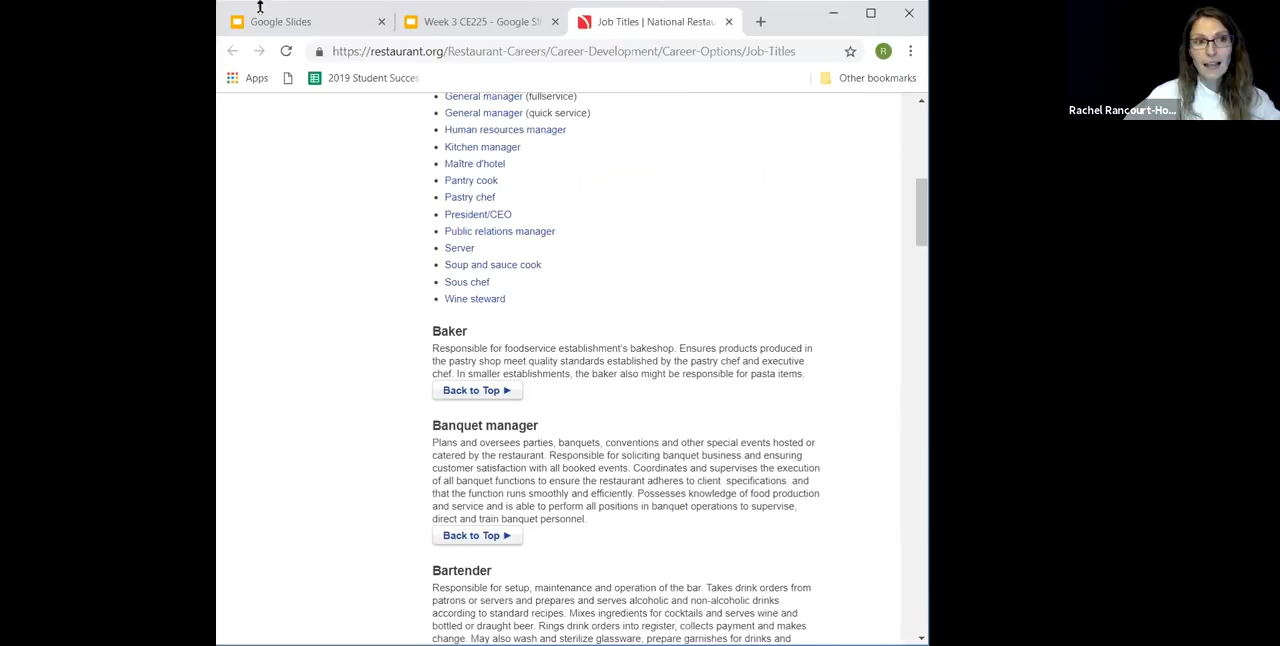 Google Slides
Week 3 CE225 - Google Sl
Job Titles | National Restau
https://restaurant.org/Restaurant-Careers/Career-Development/Career-Options/Job-Titles
R
Apps
2019 Student Succes
Other bookmarks
Rachel Rancourt-Ho...
General manager (fullservice)
General manager (quick service)
Human resources manager
Kitchen manager
Maître d'hotel
Pantry cook
Pastry chef
President/CEO
Public relations manager
Server
Soup and sauce cook
Sous chef
Wine steward
Baker
Responsible for foodservice establishment's bakeshop. Ensures products produced in
the pastry shop meet quality standards established by the pastry chef and executive
chef. In smaller establishments, the baker also might be responsible for pasta items.
Back to Top
Banquet manager
Plans and oversees parties, banquets, conventions and other special events hosted or
catered by the restaurant. Responsible for soliciting banquet business and ensuring
customer satisfaction with all booked events. Coordinates and supervises the execution
of all banquet functions to ensure the restaurant adheres to client specifications and
that the function runs smoothly and efficiently. Possesses knowledge of food production
and service and is able to perform all positions in banquet operations to supervise,
direct and train banquet personnel.
Back to Top
Bartender
Responsible for setup, maintenance and operation of the bar. Takes drink orders from
patrons or servers and prepares and serves alcoholic and non-alcoholic drinks
according to standard recipes. Mixes ingredients for cocktails and serves wine and
bottled or draught beer. Rings drink orders into register, collects payment and makes
change. May also wash and sterilize glassware, prepare garnishes for drinks and